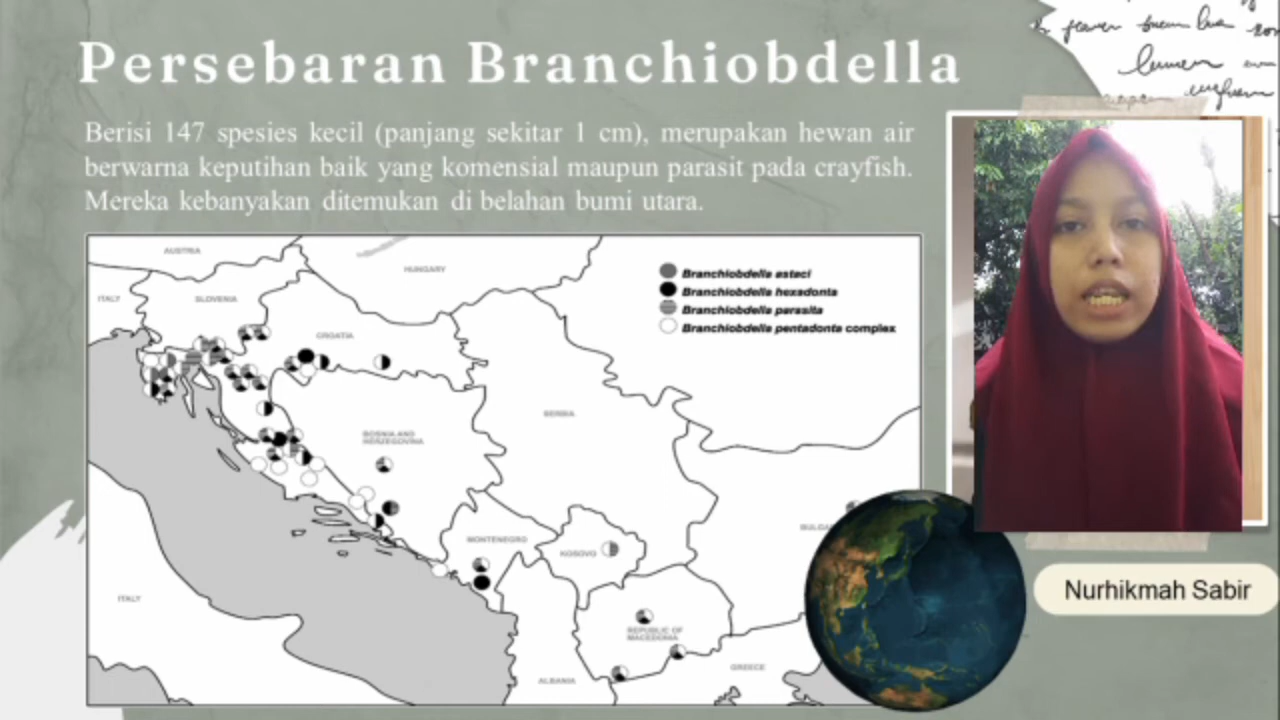 Persebaran Branchiobdella
Berisi 147 spesies kecil (panjang sekitar 1 cm), merupakan hewan air
berwarna keputihan baik yang komensial maupun parasit pada crayfish.
Mereka kebanyakan ditemukan di belahan bumi utara.
AUSTRIA
HUNGARY
ITALY
SLOVENIA
CROATIA
Branchiobdella astaci
Branchiobdella hexadonta
Branchiobdella parasita
Branchiobdella pentadonta complex
SERBIA
BOSNIA AND
HERZEGOVINA
MONTENEGRO
KOSOVO
ITALY
REPUBLIC OF
MACEDONIA
ALBANIA
GREECE
Nurhikmah Sabir